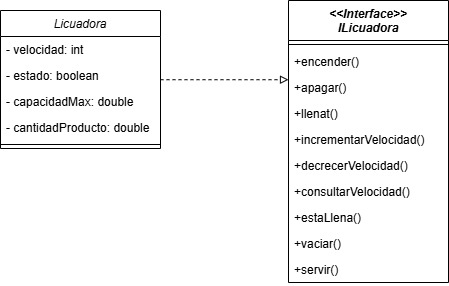 Licuadora
- velocidad: int
- estado: boolean
- capacidadMax: double
- cantidadProducto: double
<<Interface>>
ILicuadora
+encender()
+apagar()
+llenat()
+incrementarVelocidad()
+decrecerVelocidad()
+consultarVelocidad()
+estaLlena()
+vaciar()
+servir()